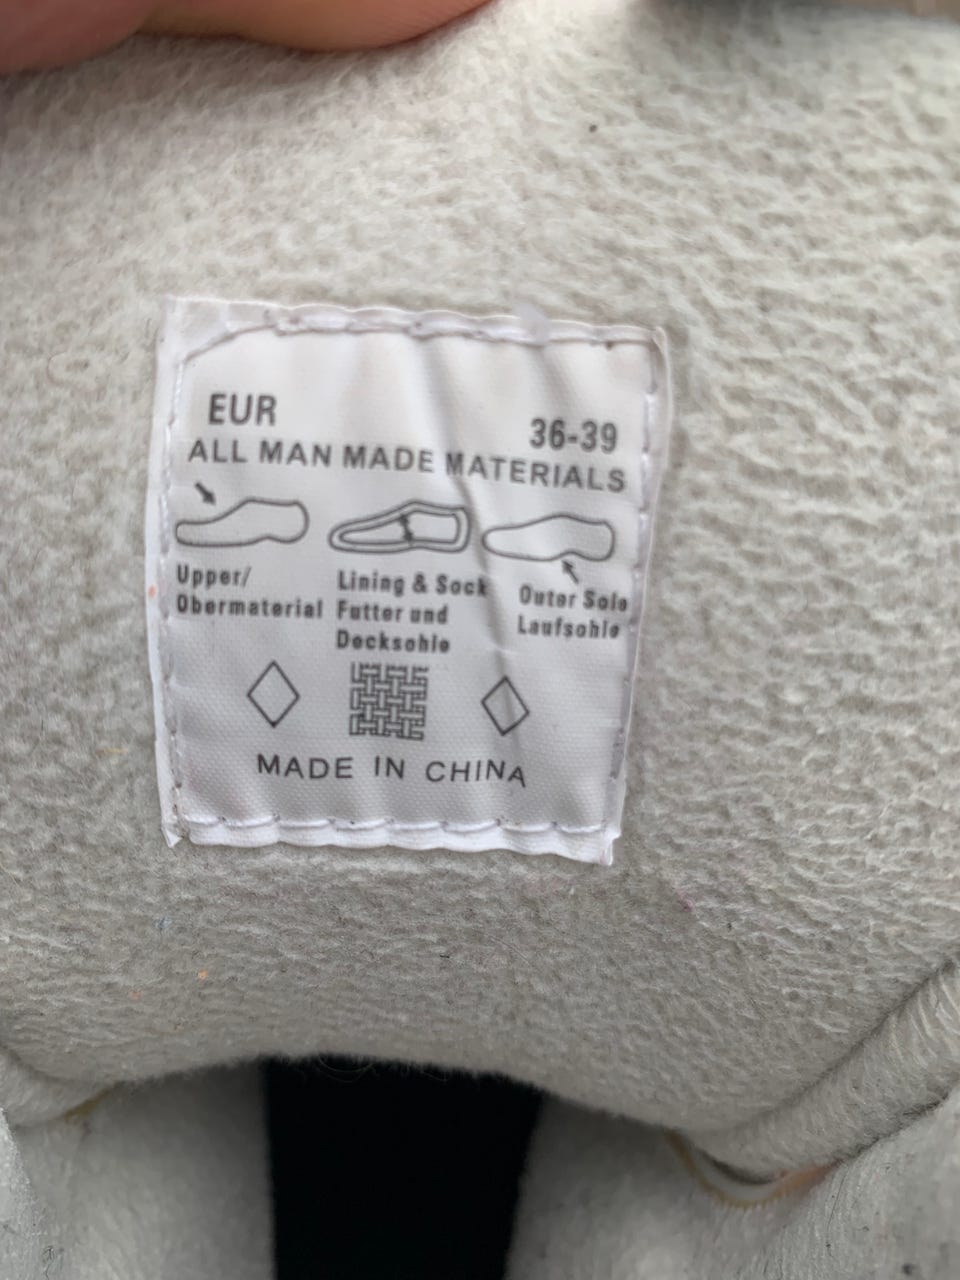 EUR 36-39
ALL MAN MADE MATERIALS
Upper/
Obermaterial
Lining & Sock
Futter und
Decksohle
Outer Sole
Laufsohle
MADE IN CHINA